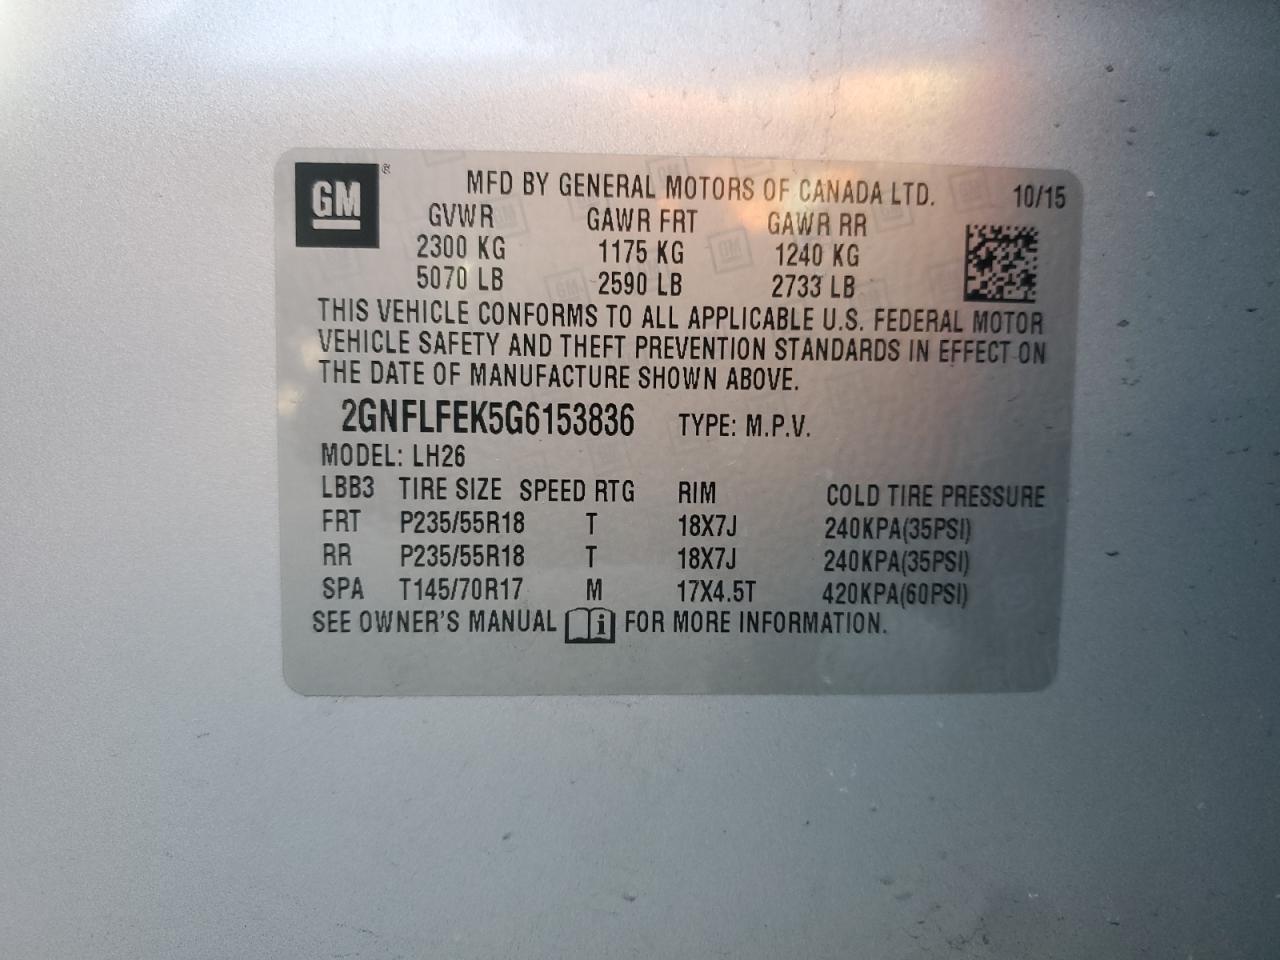 GM ®
MFD BY GENERAL MOTORS OF CANADA LTD. 10/15
GVWR GAWR FRT GAWR RR
2300 KG 1175 KG 1240 KG
5070 LB 2590 LB 2733 LB
THIS VEHICLE CONFORMS TO ALL APPLICABLE U.S. FEDERAL MOTOR
VEHICLE SAFETY AND THEFT PREVENTION STANDARDS IN EFFECT ON
THE DATE OF MANUFACTURE SHOWN ABOVE.
2GNFLFEK5G6153836 TYPE: M.P.V.
MODEL: LH26
LBB3 TIRE SIZE SPEED RTG RIM COLD TIRE PRESSURE
FRT P235/55R18 T 18X7J 240KPA(35PSI)
RR P235/55R18 T 18X7J 240KPA(35PSI)
SPA T145/70R17 M 17X4.5T 420KPA(60PSI)
SEE OWNER'S MANUAL i FOR MORE INFORMATION.